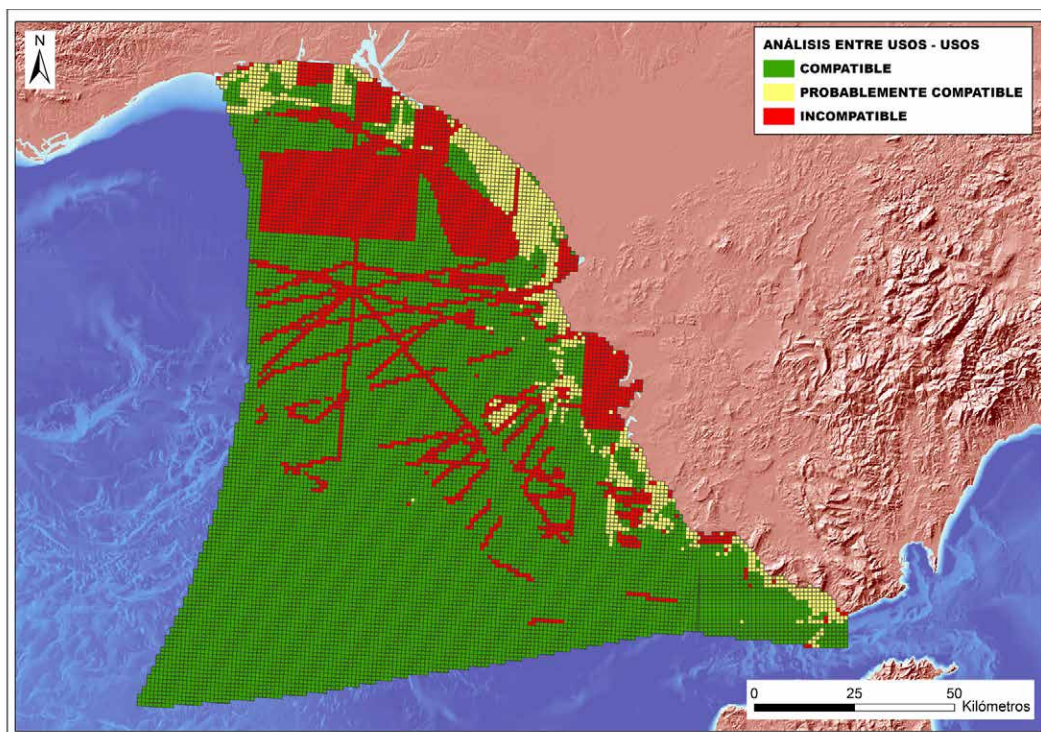 N
ANÁLISIS ENTRE USOS - USOS
COMPATIBLE
PROBABLEMENTE COMPATIBLE
INCOMPATIBLE
0 25 50
Kilómetros